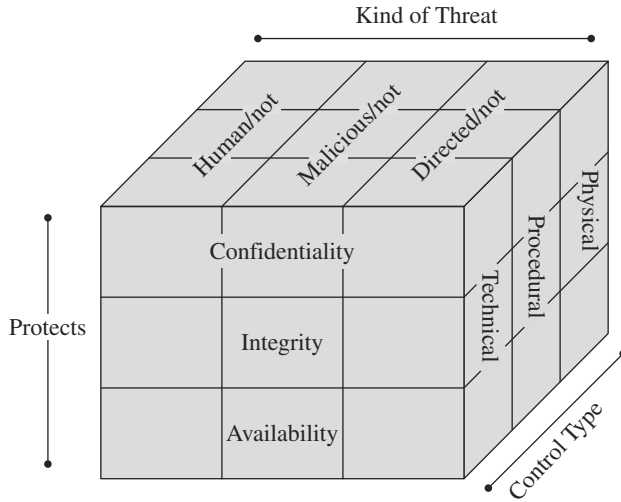 Kind of Threat
Human/not
Malicious/not
Directed/not
Protects
Confidentiality
Integrity
Availability
Technical
Procedural
Physical
Control Type